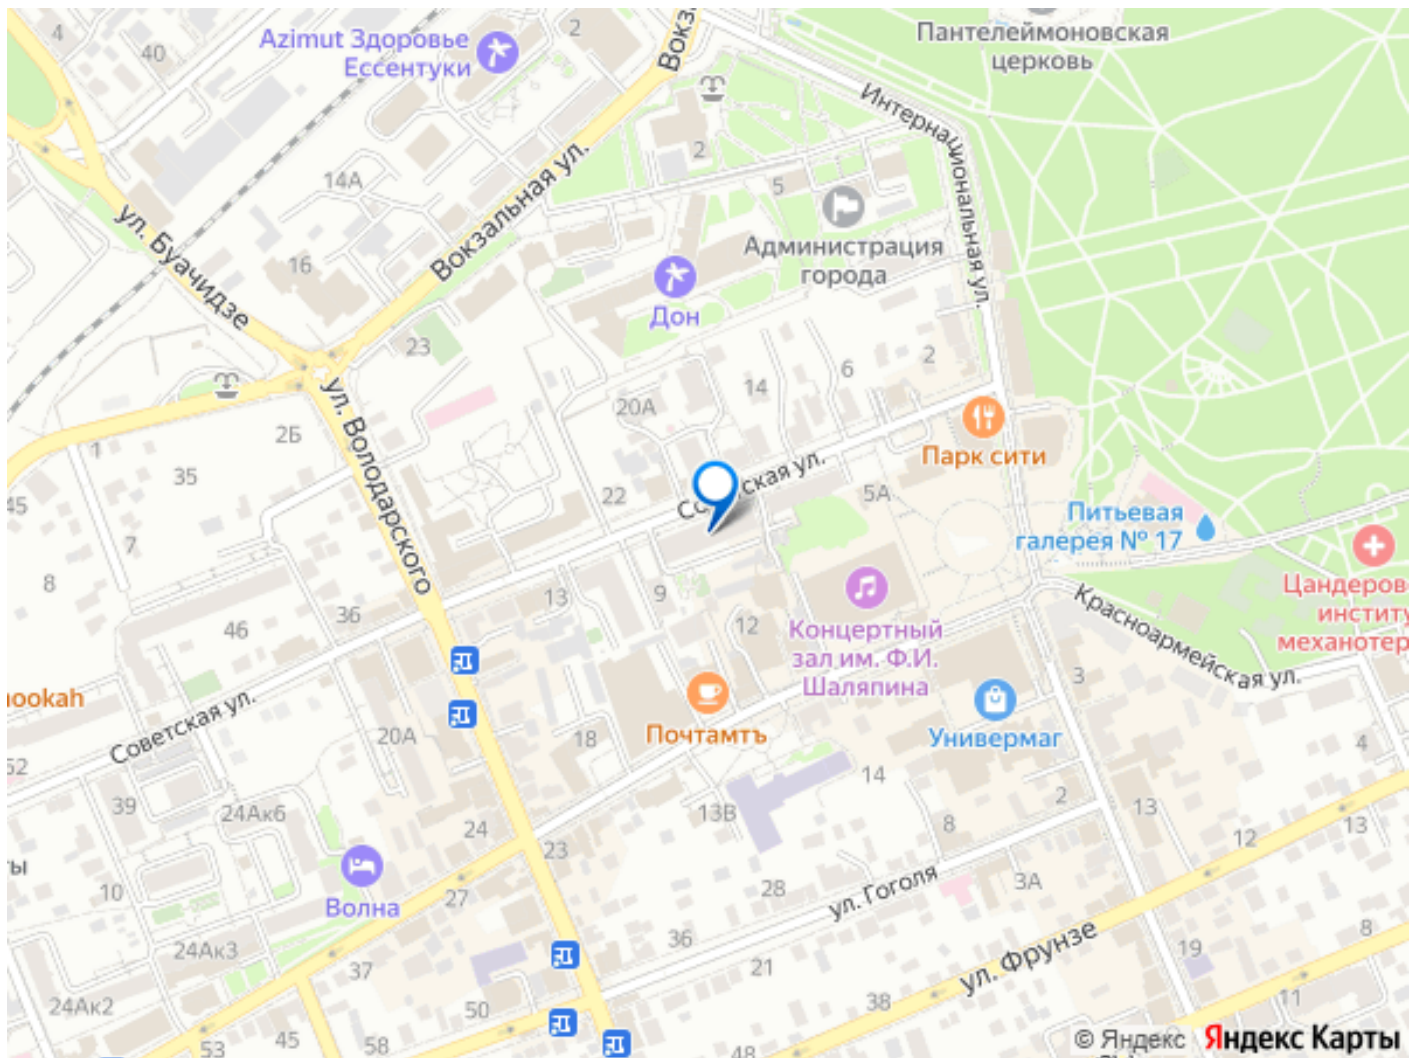 4
40
Azimut Здоровье
Ессентуки
2
Вокз
Пантелеймоновская
церковь
Интернациональная ул.
2
5
14А
Вокзальная ул.
ул. Буачидзе
16
Администрация
города
Дон
23
2
6
14
20А
Парк сити
2Б
ул. Володарского
1
35
45
22
Советская ул.
5А
Питьевая
галерея № 17
7
8
9
13
36
46
12
Концертный
зал им. Ф.И.
Шаляпина
Цандеров
институ
механотер
Красноармейская ул.
3
ookah
Советская ул.
20А
18
Почтамтъ
Универмаг
4
52
39
24Ак6
24
13В
14
2
8
13
12
13
23
ты
10
Волна
27
28
ул. Гоголя
3А
24Ак3
37
36
21
ул. Фрунзе
19
8
24Ак2
50
38
11
53
45
58
48
© Яндекс Яндекс Карты